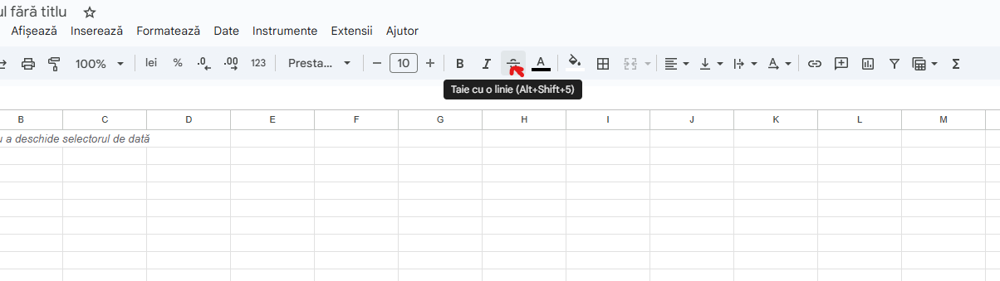 ul fără titlu
Afișează Inserează Formatează Date Instrumente Extensii Ajutor
100% lei % .0 .00 123 Presta... − 10 + B I A A Σ
Taie cu o linie (Alt+Shift+5)
B C D E F G H I J K L M
u a deschide selectorul de dată